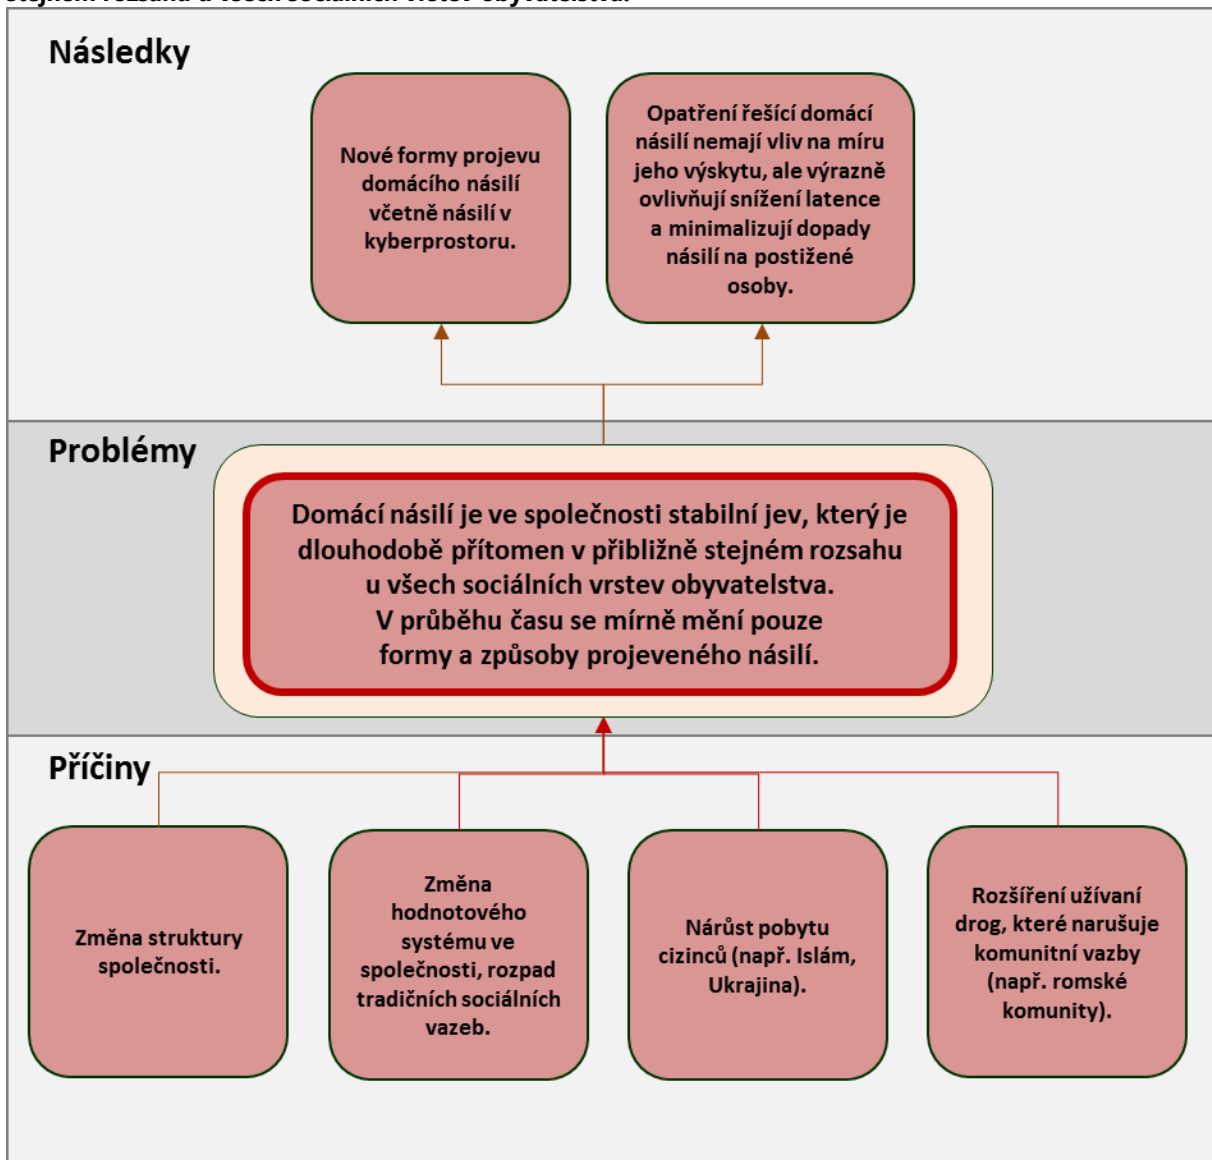 Následky
Nové formy projevu
domácího násilí
včetně násilí v
kyberprostoru.
Opatření řešící domácí
násilí nemají vliv na míru
jeho výskytu, ale výrazně
ovlivňují snížení latence
a minimalizují dopady
násilí na postižené
osoby.
Problémy
Domácí násilí je ve společnosti stabilní jev, který je
dlouhodobě přítomen v přibližně stejném rozsahu
u všech sociálních vrstev obyvatelstva.
V průběhu času se mírně mění pouze
formy a způsoby projeveného násilí.
Příčiny
Změna struktury
společnosti.
Změna
hodnotového
systému ve
společnosti, rozpad
tradičních sociálních
vazeb.
Nárůst pobytu
cizinců (např. Islám,
Ukrajina).
Rozšíření užívaní
drog, které narušuje
komunitní vazby
(např. romské
komunity).